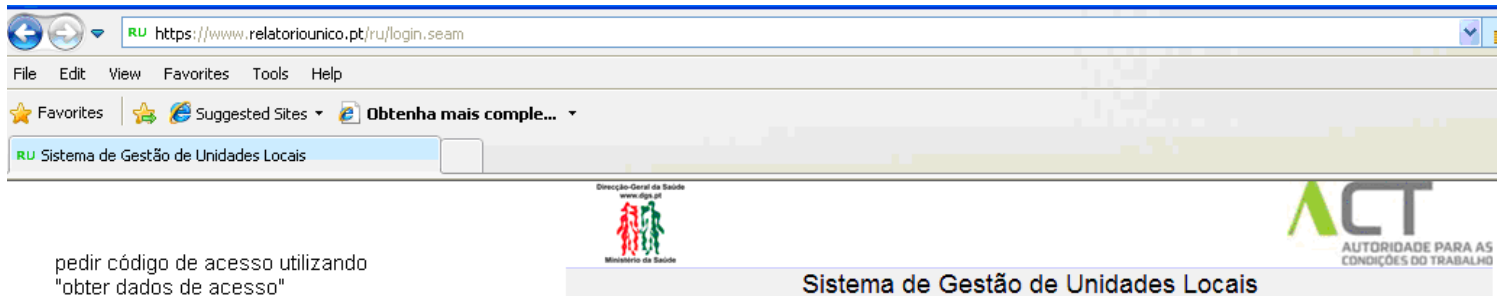 RU https://www.relatoriounico.pt/ru/login.seam
File Edit View Favorites Tools Help
Favorites Suggested Sites Obtenha mais comple...
RU Sistema de Gestão de Unidades Locais
Direcção-Geral da Saúde
www.dgs.pt
Ministério da Saúde
ACT
AUTORIDADE PARA AS
CONDIÇÕES DO TRABALHO
pedir código de acesso utilizando
"obter dados de acesso"
Sistema de Gestão de Unidades Locais